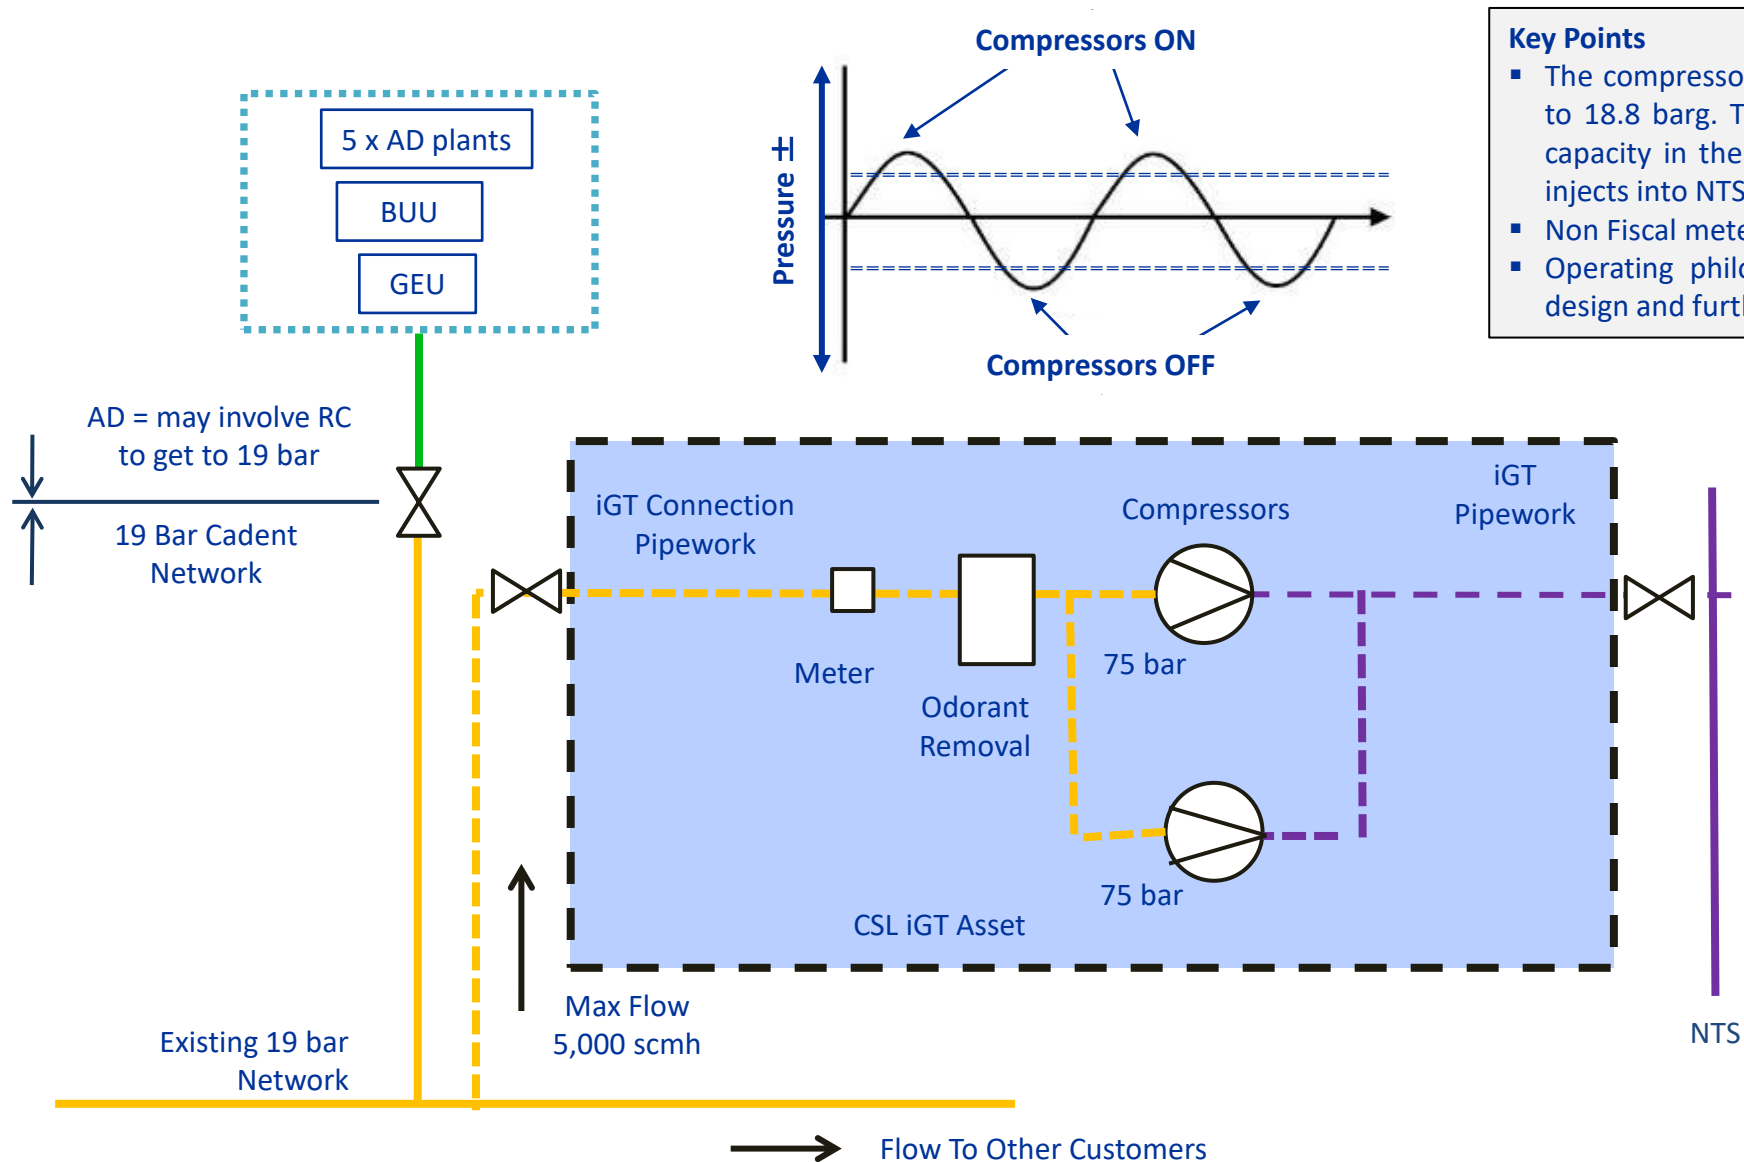 Compressors ON
Pressure ±
Compressors OFF
Key Points
▪ The compresso
to 18.8 barg. T
capacity in the
injects into NTS
▪ Non Fiscal mete
▪ Operating philo
design and furth
5 x AD plants
BUU
GEU
AD = may involve RC
to get to 19 bar
19 Bar Cadent
Network
iGT Connection
Pipework
Meter
Odorant
Removal
Compressors
75 bar
75 bar
iGT
Pipework
CSL iGT Asset
NTS
Max Flow
5,000 scmh
Existing 19 bar
Network
Flow To Other Customers